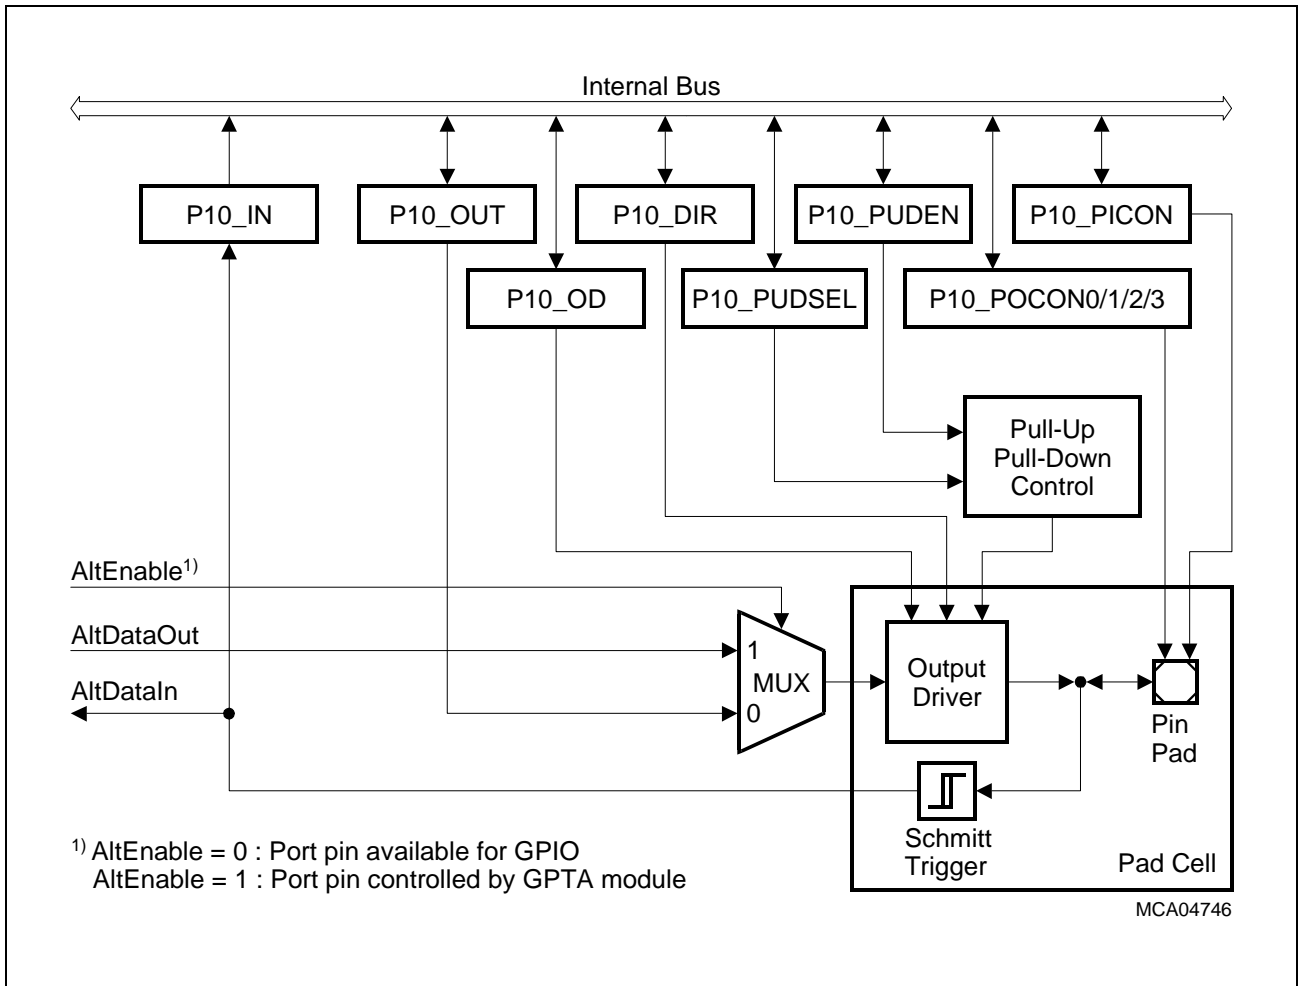 Internal Bus
P10_IN
P10_OUT
P10_DIR
P10_PUDEN
P10_PICON
P10_OD
P10_PUDSEL
P10_POCON0/1/2/3
Pull-Up
Pull-Down
Control
AltEnable1)
AltDataOut
AltDataIn
1
MUX
0
Output
Driver
Pin
Pad
Schmitt
Trigger
Pad Cell
1) AltEnable = 0 : Port pin available for GPIO
AltEnable = 1 : Port pin controlled by GPTA module
MCA04746